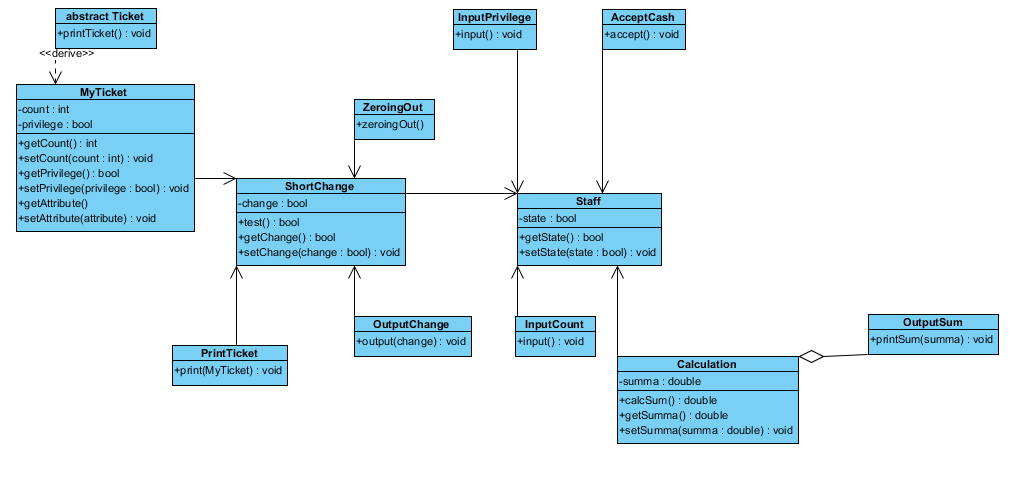 abstract Ticket
+printTicket() : void
<<derive>>
MyTicket
-count : int
-privilege : bool
+getCount() : int
+setCount(count : int) : void
+getPrivilege() : bool
+setPrivilege(privilege : bool) : void
+getAttribute()
+setAttribute(attribute) : void
InputPrivilege
+input() : void
AcceptCash
+accept() : void
ZeroingOut
+zeroingOut()
ShortChange
-change : bool
+test() : bool
+getChange() : bool
+setChange(change : bool) : void
Staff
-state : bool
+getState() : bool
+setState(state : bool) : void
PrintTicket
+print(MyTicket) : void
OutputChange
+output(change) : void
InputCount
+input() : void
Calculation
-summa : double
+calcSum() : double
+getSumma() : double
+setSumma(summa : double) : void
OutputSum
+printSum(summa) : void